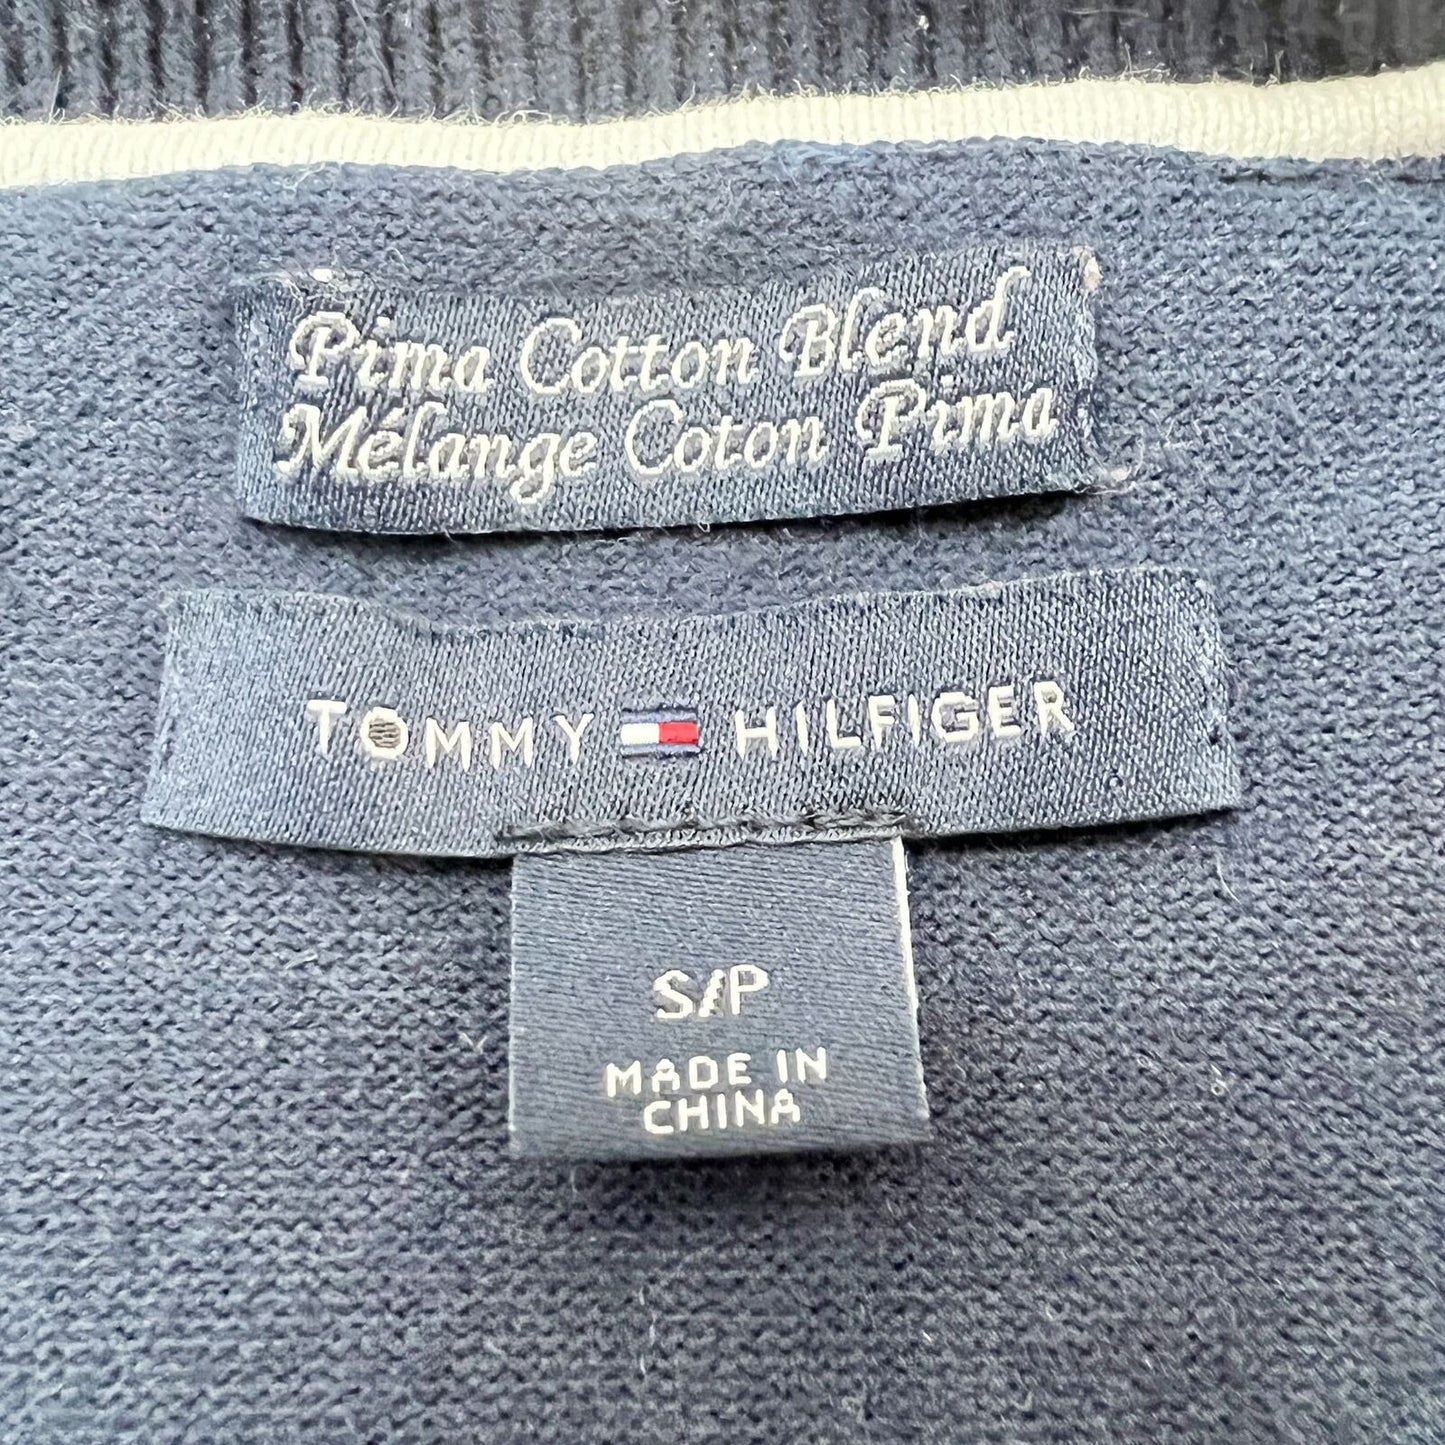 Pima Cotton Blend
Mélange Coton Pima
TOMMY HILFIGER
S/P
MADE IN
CHINA